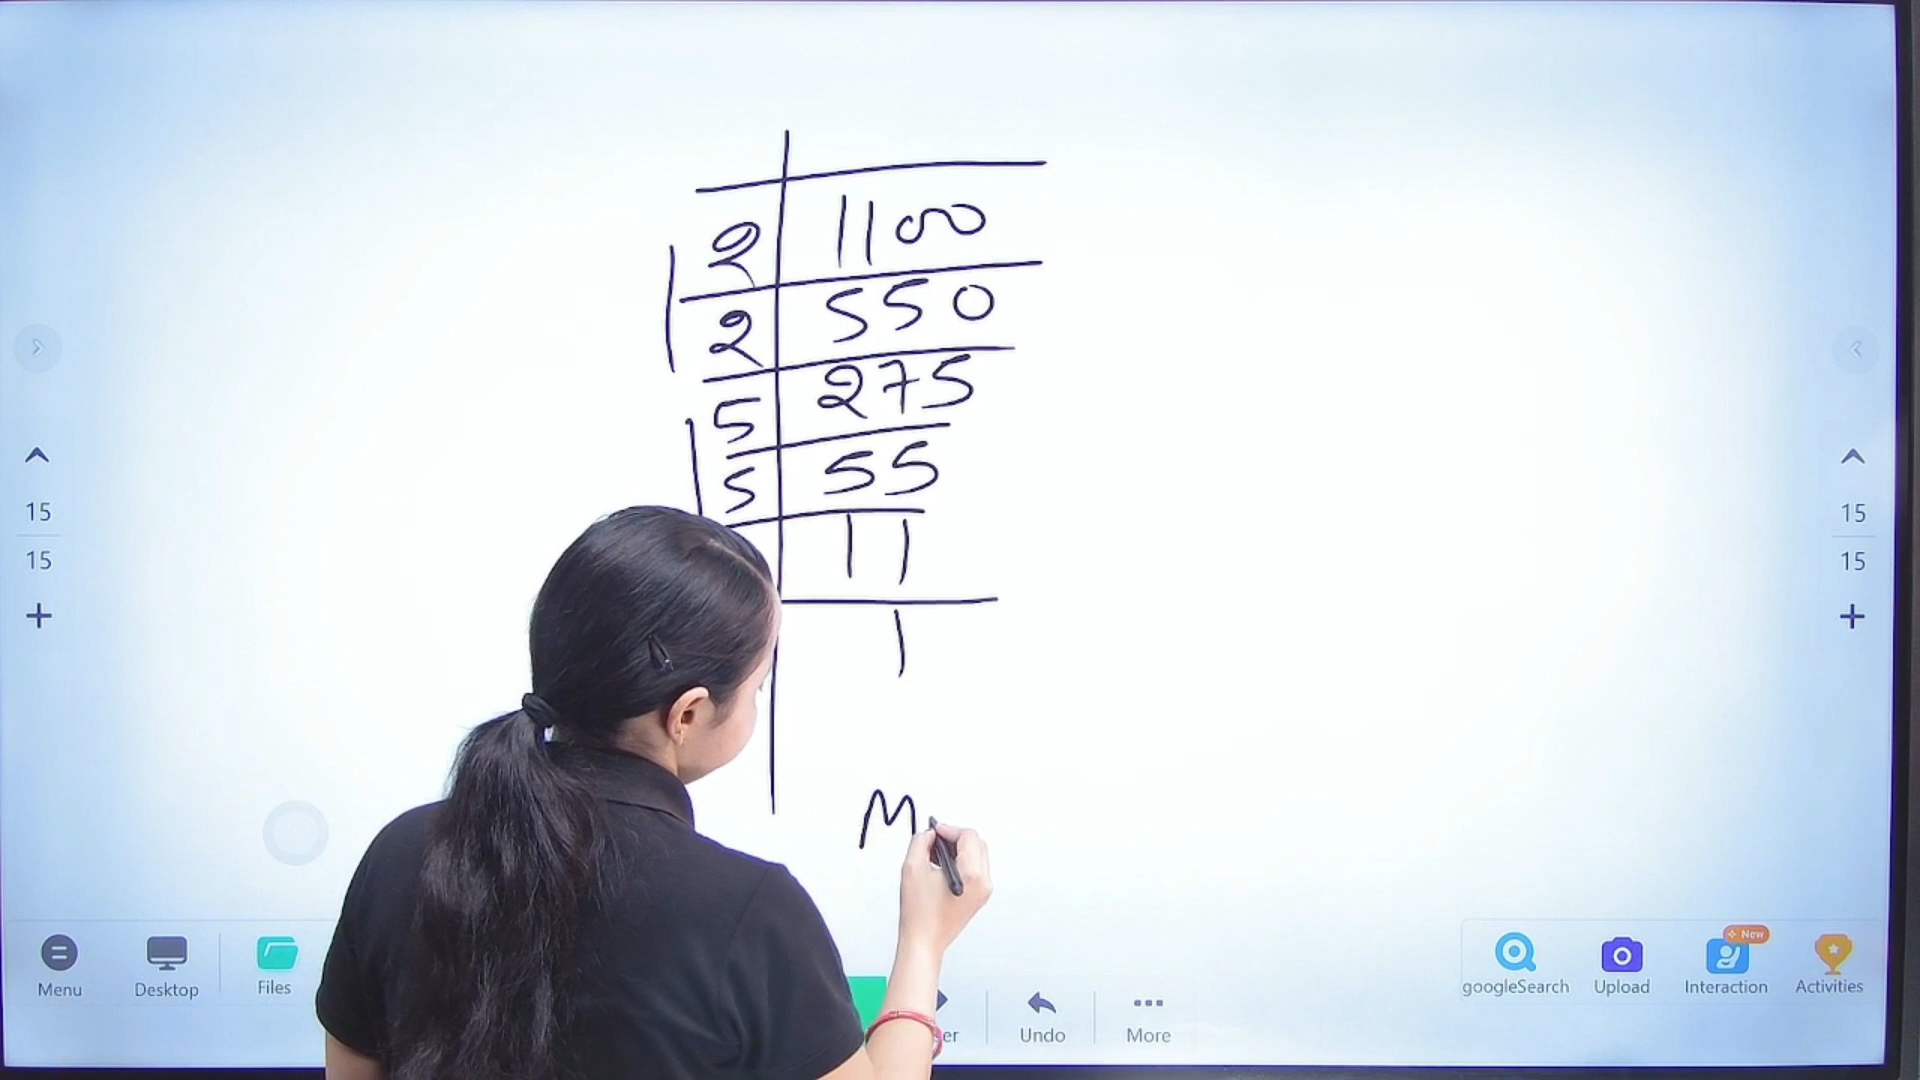 2 1100
2 550
5 275
5 55
11
1
M
15
15
15
15
Menu
Desktop
Files
er
Undo
More
googleSearch
Upload
New
Interaction
Activities